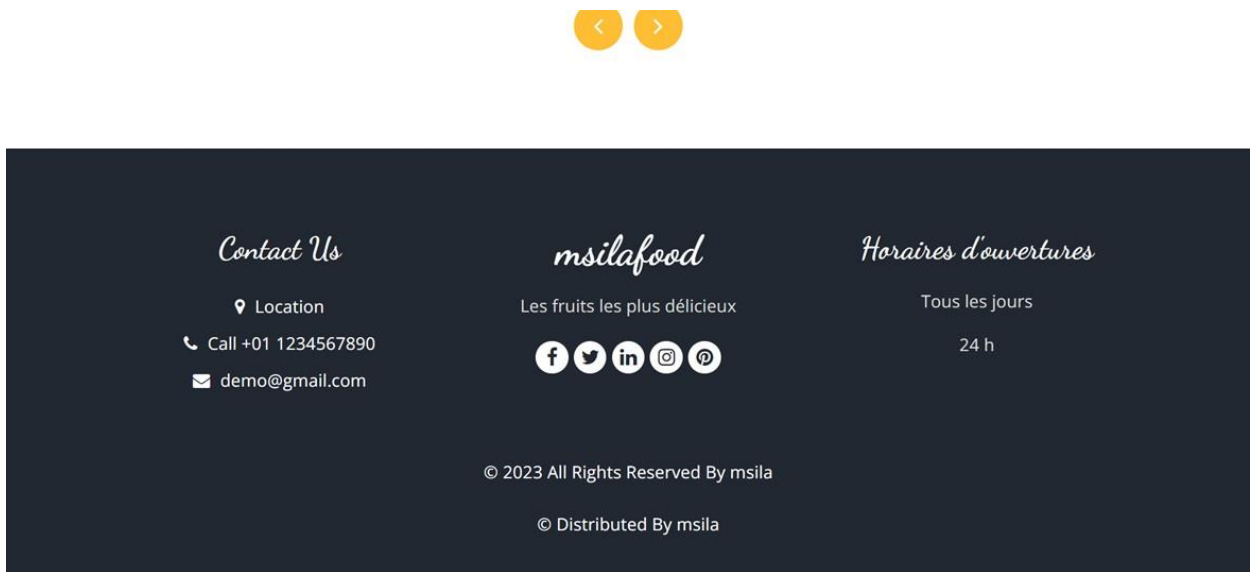 Contact Us
Location
Call +01 1234567890
demo@gmail.com
msilafood
Les fruits les plus délicieux
Horaires d'ouvertures
Tous les jours
24 h
© 2023 All Rights Reserved By msila
© Distributed By msila